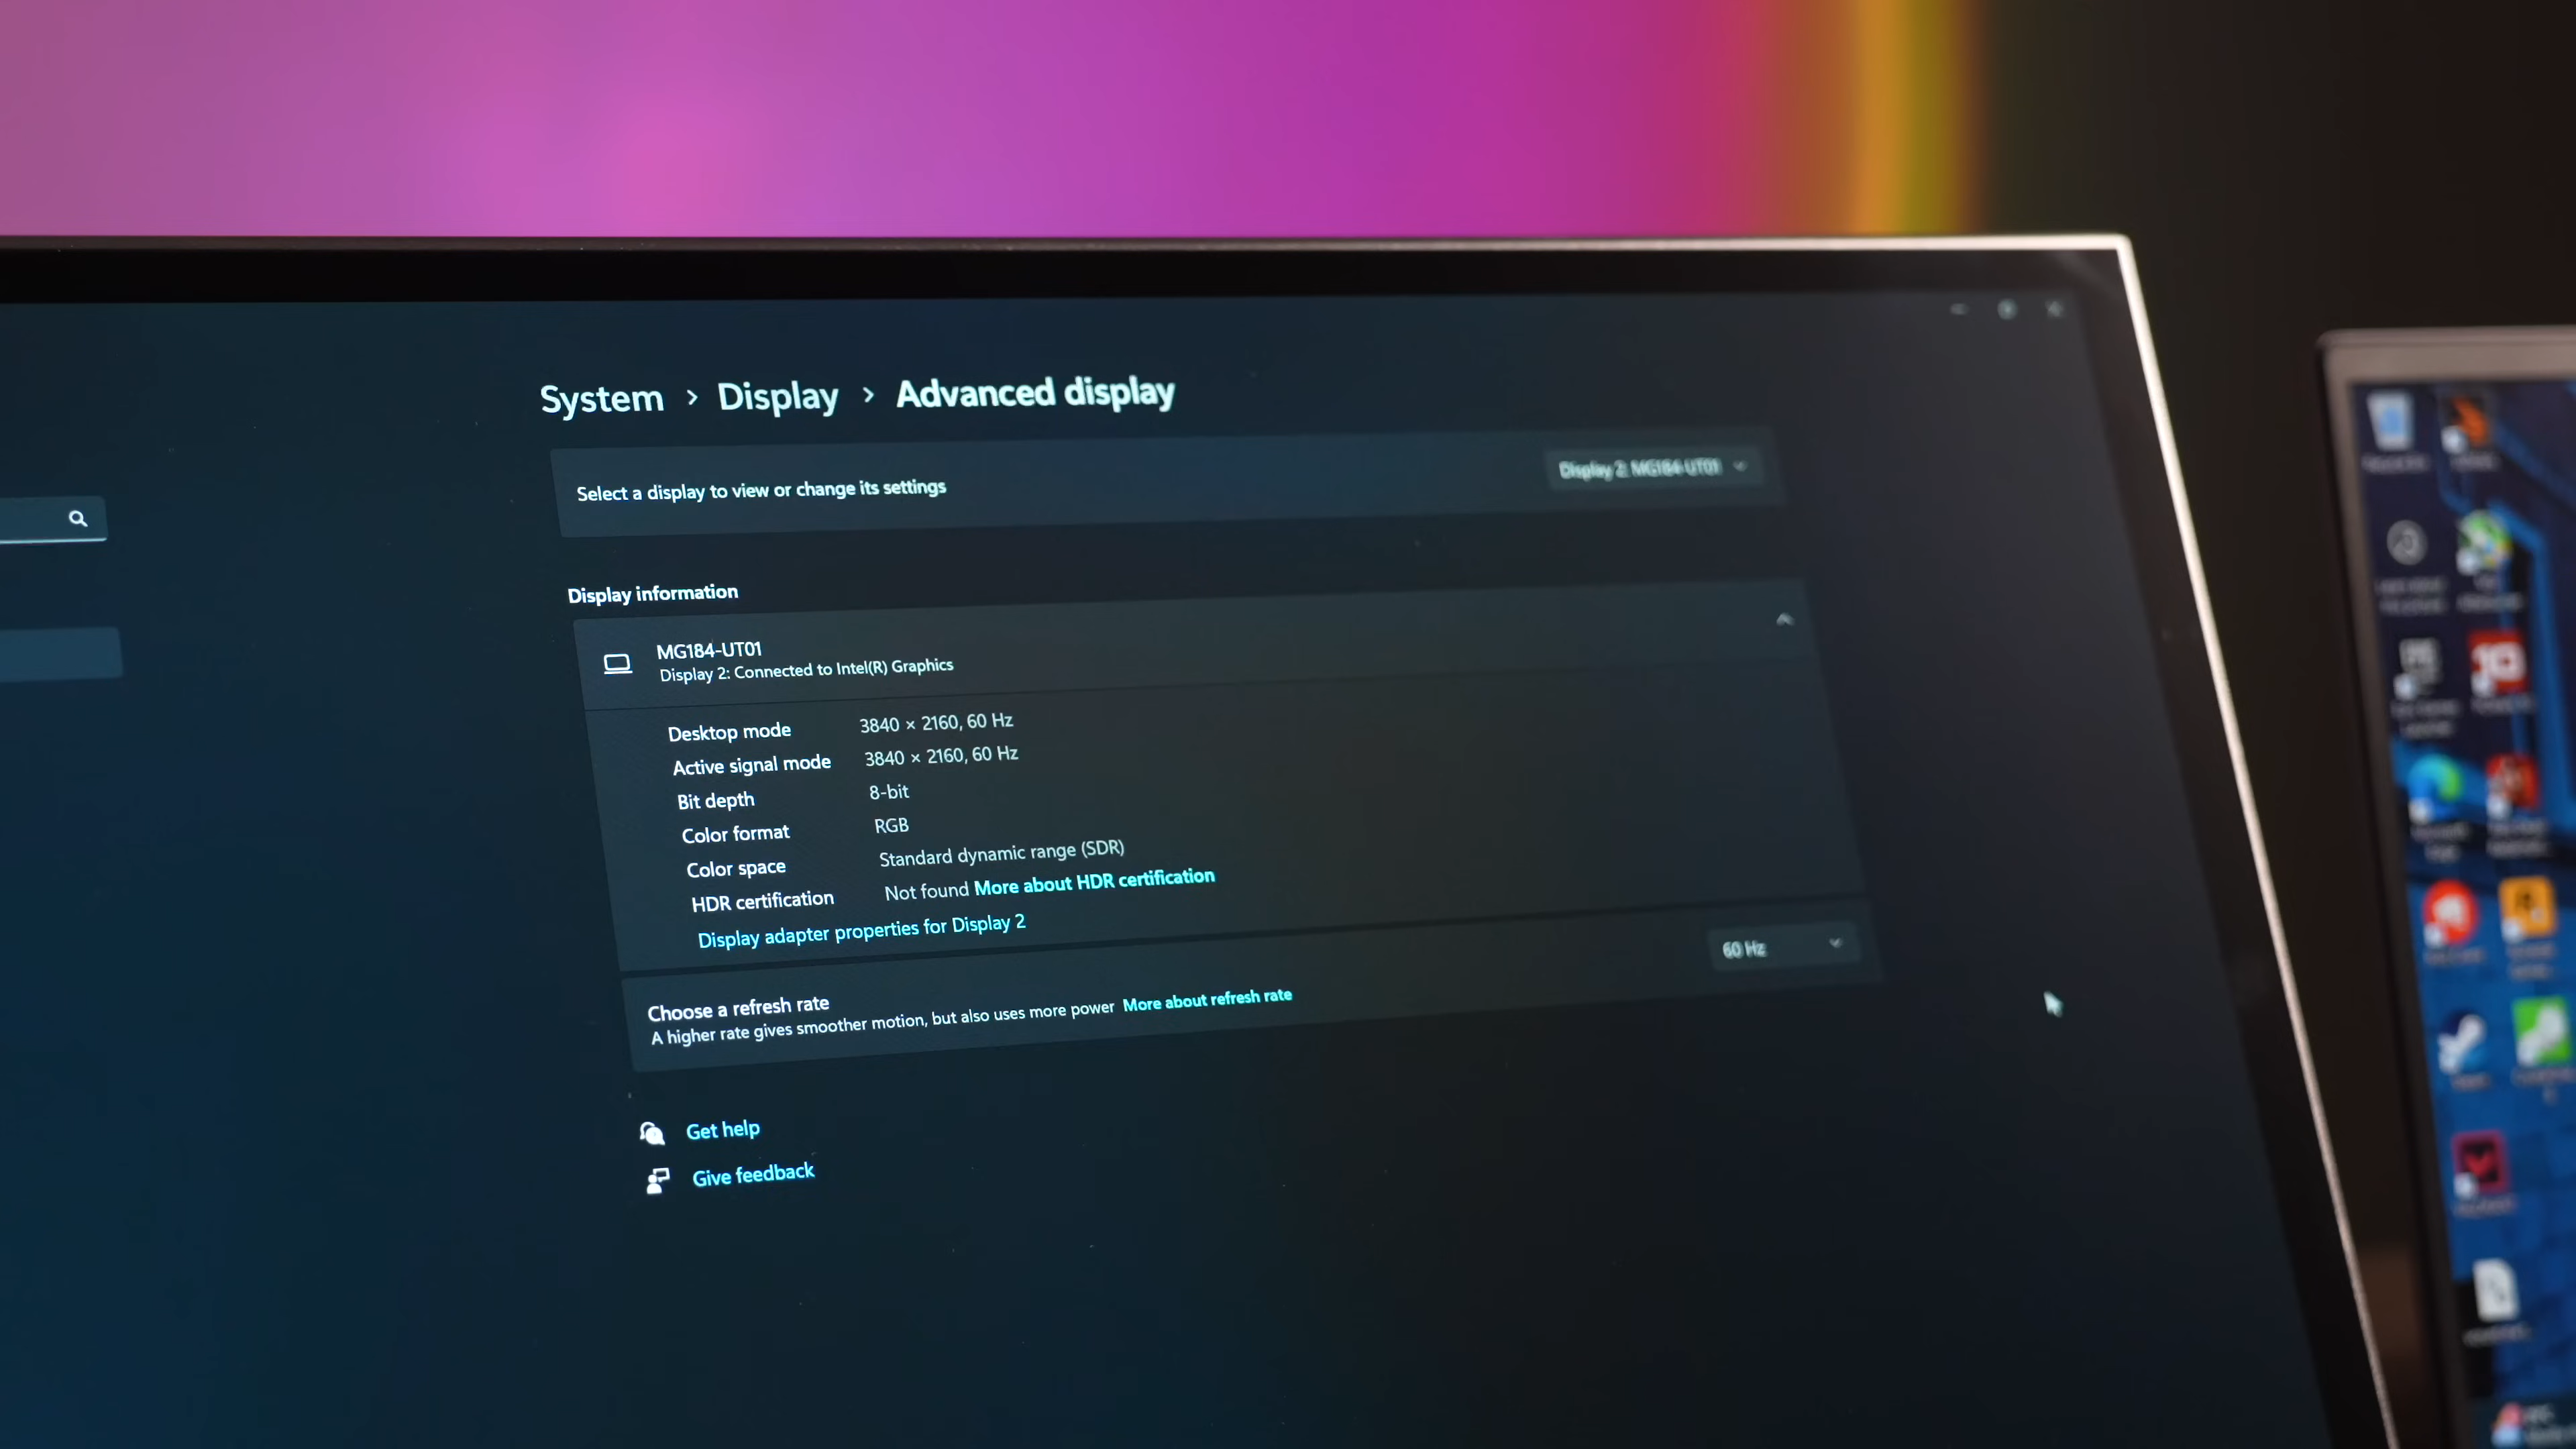 System > Display > Advanced display
Select a display to view or change its settings
Display 2: MG184-UT01
Display information
MG184-UT01
Display 2: Connected to Intel(R) Graphics
Desktop mode 3840 × 2160, 60 Hz
Active signal mode 3840 × 2160, 60 Hz
Bit depth 8-bit
Color format RGB
Color space Standard dynamic range (SDR)
HDR certification Not found More about HDR certification
Display adapter properties for Display 2
Choose a refresh rate
60 Hz
A higher rate gives smoother motion, but also uses more power More about refresh rate
Get help
Give feedback